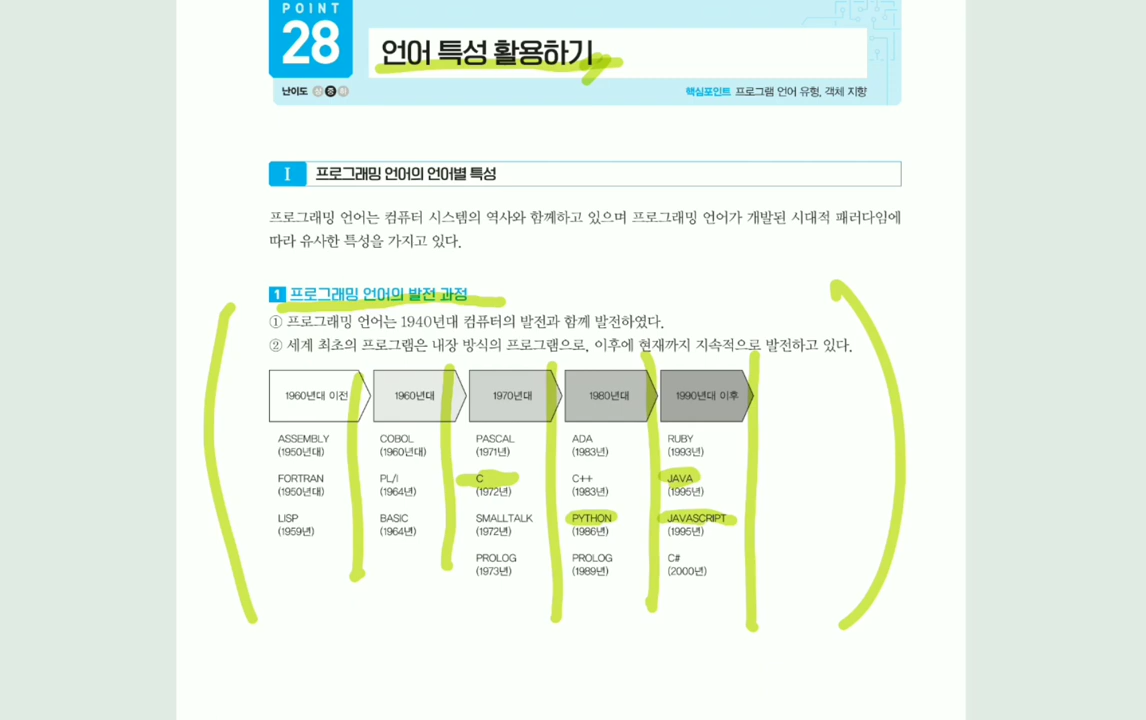 POINT
28
언어 특성 활용하기
난이도 상 중 하
핵심포인트 프로그램 언어 유형, 객체 지향
I 프로그래밍 언어의 언어별 특성
프로그래밍 언어는 컴퓨터 시스템의 역사와 함께하고 있으며 프로그래밍 언어가 개발된 시대적 패러다임에
따라 유사한 특성을 가지고 있다.
1 프로그래밍 언어의 발전 과정
① 프로그래밍 언어는 1940년대 컴퓨터의 발전과 함께 발전하였다.
② 세계 최초의 프로그램은 내장 방식의 프로그램으로, 이후에 현재까지 지속적으로 발전하고 있다.
1960년대 이전 1960년대 1970년대 1980년대 1990년대 이후
ASSEMBLY COBOL PASCAL ADA RUBY
(1950년대) (1960년대) (1971년) (1983년) (1993년)
FORTRAN PL/I C C++ JAVA
(1950년대) (1964년) (1972년) (1983년) (1995년)
LISP BASIC SMALLTALK PYTHON JAVASCRIPT
(1959년) (1964년) (1972년) (1986년) (1995년)
PROLOG PROLOG C#
(1973년) (1989년) (2000년)